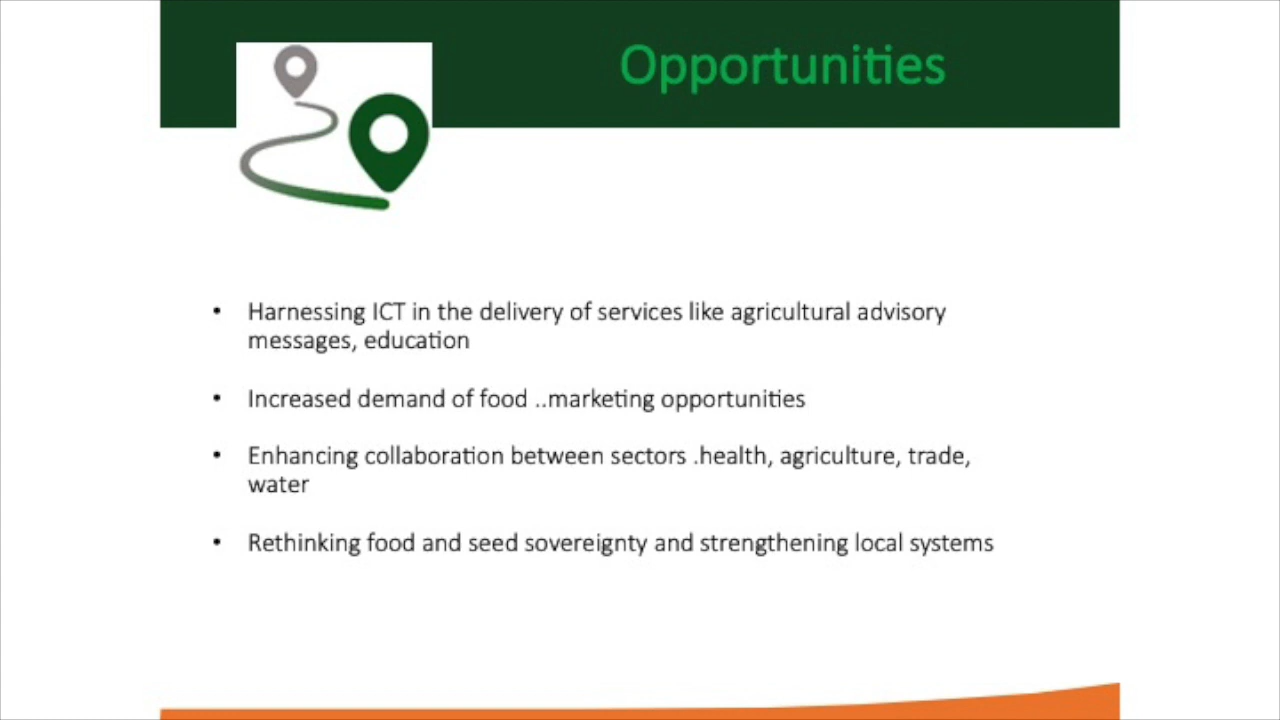 Opportunities
• Harnessing ICT in the delivery of services like agricultural advisory
messages, education
• Increased demand of food ..marketing opportunities
• Enhancing collaboration between sectors .health, agriculture, trade,
water
• Rethinking food and seed sovereignty and strengthening local systems